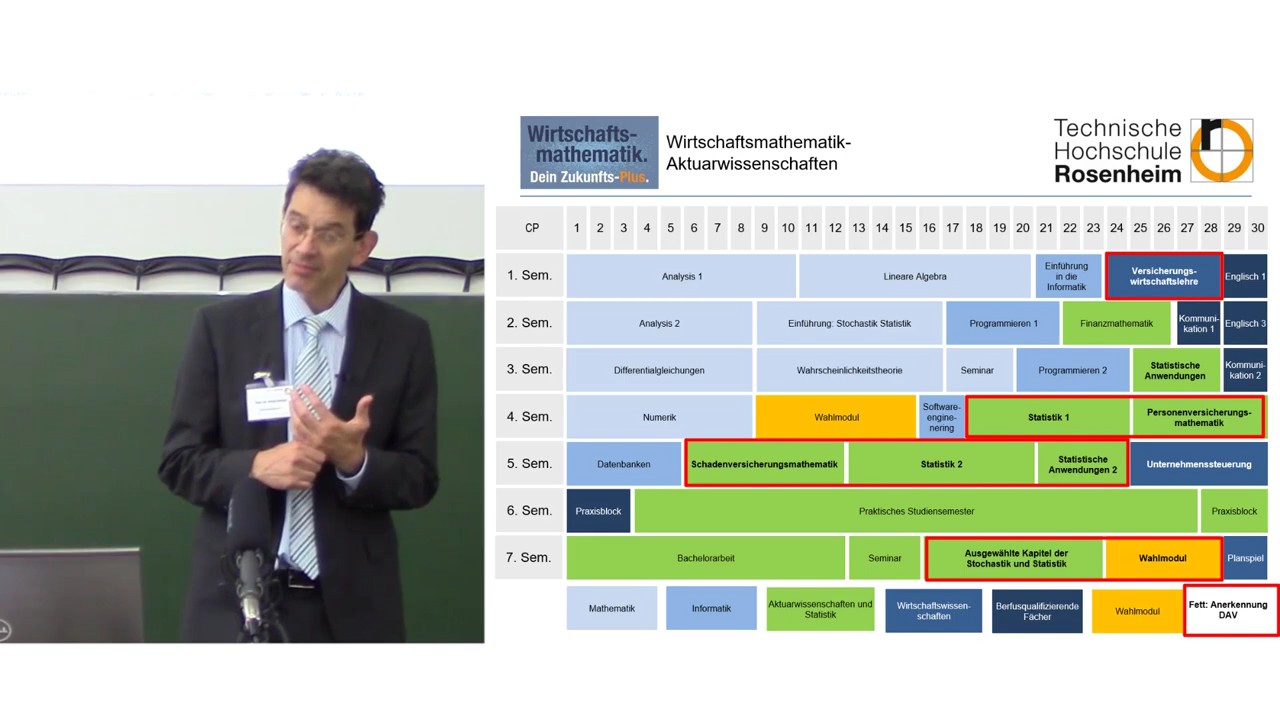 Wirtschafts-
mathematik.
Dein Zukunfts-Plus.
Wirtschaftsmathematik-
Aktuarwissenschaften
Technische
Hochschule
Rosenheim
r
CP 1 2 3 4 5 6 7 8 9 10 11 12 13 14 15 16 17 18 19 20 21 22 23 24 25 26 27 28 29 30
1. Sem.
Analysis 1
Lineare Algebra
Einführung
in die
Informatik
Versicherungs-
wirtschaftslehre
Englisch 1
2. Sem.
Analysis 2
Einführung: Stochastik Statistik
Programmieren 1
Finanzmathematik
Kommuni-
kation 1
Englisch 3
3. Sem.
Differentialgleichungen
Wahrscheinlichkeitstheorie
Seminar
Programmieren 2
Statistische
Anwendungen
Kommuni-
kation 2
4. Sem.
Numerik
Wahlmodul
Software-
engine-
nering
Statistik 1
Personenversicherungs-
mathematik
5. Sem.
Datenbanken
Schadenversicherungsmathematik
Statistik 2
Statistische
Anwendungen 2
Unternehmenssteuerung
6. Sem.
Praxisblock
Praktisches Studiensemester
Praxisblock
7. Sem.
Bachelorarbeit
Seminar
Ausgewählte Kapitel der
Stochastik und Statistik
Wahlmodul
Planspiel
Mathematik
Informatik
Aktuarwissenschaften und
Statistik
Wirtschaftswissen-
schaften
Berfusqualifizierende
Fächer
Wahlmodul
Fett: Anerkennung
DAV